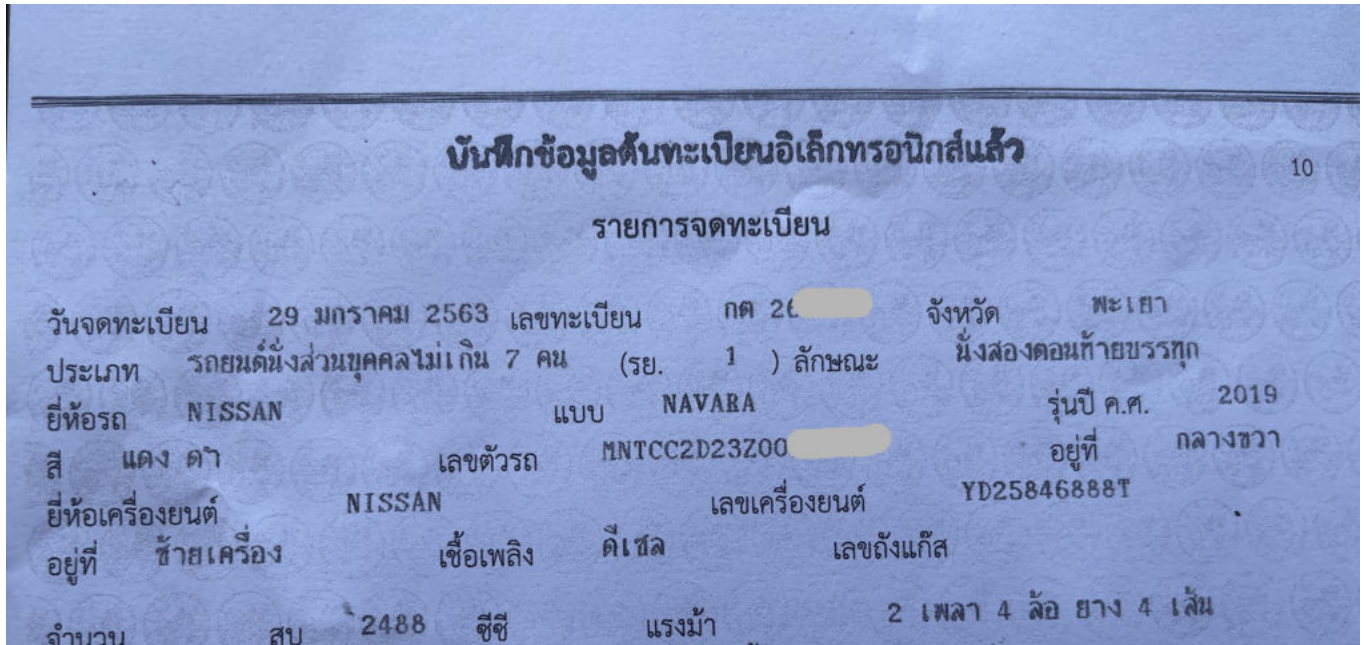 บันทึกข้อมูลต้นทะเบียนอิเล็กทรอนิกส์แล้ว
10
รายการจดทะเบียน
วันจดทะเบียน 29 มกราคม 2563 เลขทะเบียน กต 26 จังหวัด พะเยา
ประเภท รถยนต์นั่งส่วนบุคคลไม่เกิน 7 คน (รย. 1 ) ลักษณะ นั่งสองตอนท้ายบรรทุก
ยี่ห้อรถ NISSAN แบบ NAVARA รุ่นปี ค.ศ. 2019
สี แดง ดำ เลขตัวรถ MNTCC2D23Z00 อยู่ที่ กลางขวา
ยี่ห้อเครื่องยนต์ NISSAN เลขเครื่องยนต์ YD25846888T
อยู่ที่ ซ้ายเครื่อง เชื้อเพลิง ดีเซล เลขถังแก๊ส
จำนวน สูบ 2488 ซีซี แรงม้า 2 เพลา 4 ล้อ ยาง 4 เส้น